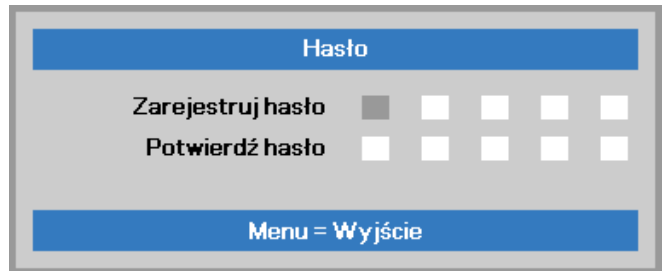 Hasło
Zarejestruj hasło
Potwierdź hasło
Menu = Wyjście